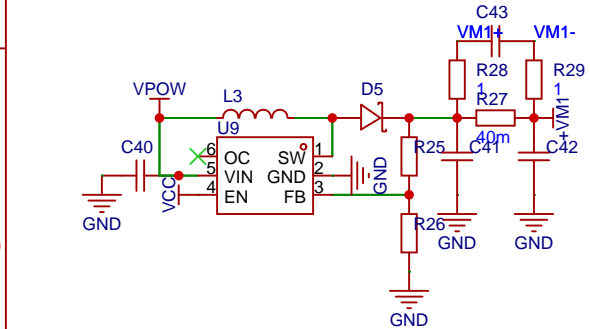 C43
VM1+ VM1-
R28 R29
1 1
VPOW L3 D5 R27
+VM1
U9 40m
C40 6 OC SW 1 R25 C41 C42
5 VIN GND 2 GND
VCC 4 EN FB 3
GND R26 GND GND
GND